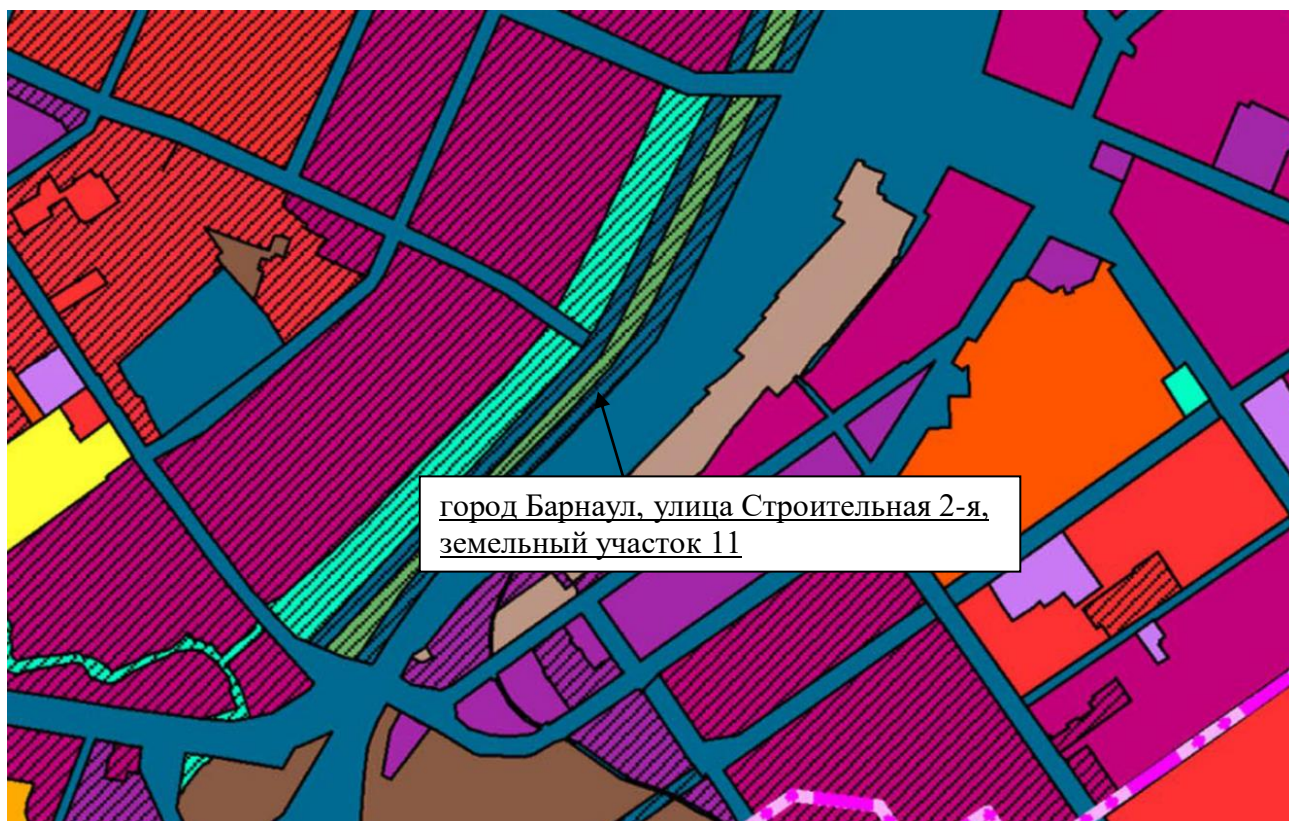 город Барнаул, улица Строительная 2-я,
земельный участок 11